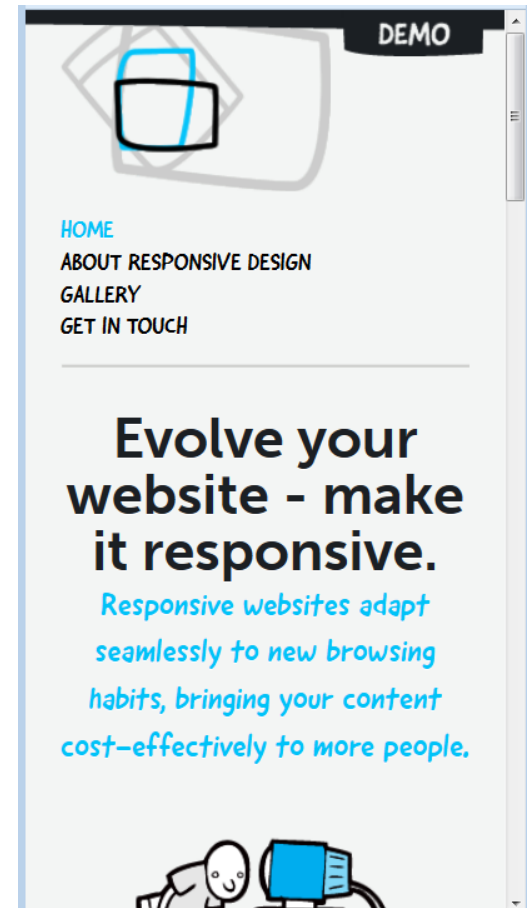 DEMO
HOME
ABOUT RESPONSIVE DESIGN
GALLERY
GET IN TOUCH
Evolve your
website - make
it responsive.
Responsive websites adapt
seamlessly to new browsing
habits, bringing your content
cost-effectively to more people.